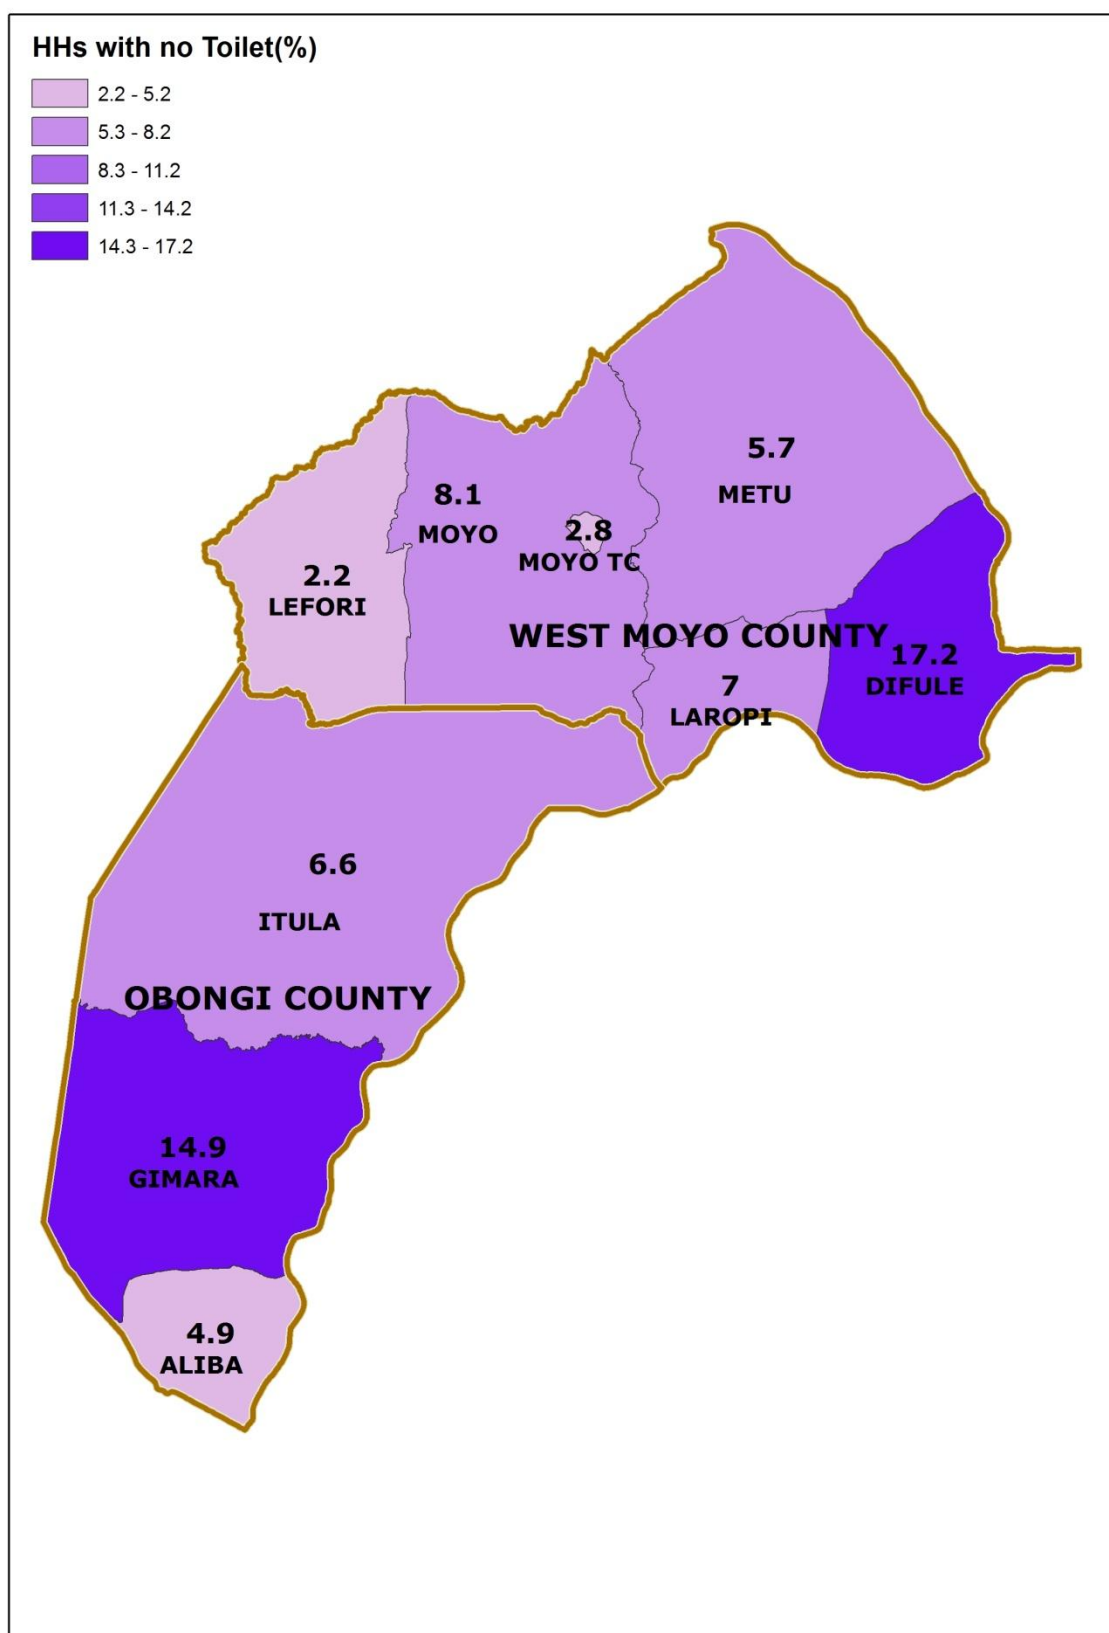 HHs with no Toilet(%)
2.2 - 5.2
5.3 - 8.2
8.3 - 11.2
11.3 - 14.2
14.3 - 17.2
5.7
METU
8.1
MOYO
2.8
MOYO TC
2.2
LEFORI
WEST MOYO COUNTY
17.2
DIFULE
7
LAROPI
6.6
ITULA
OBONGI COUNTY
14.9
GIMARA
4.9
ALIBA